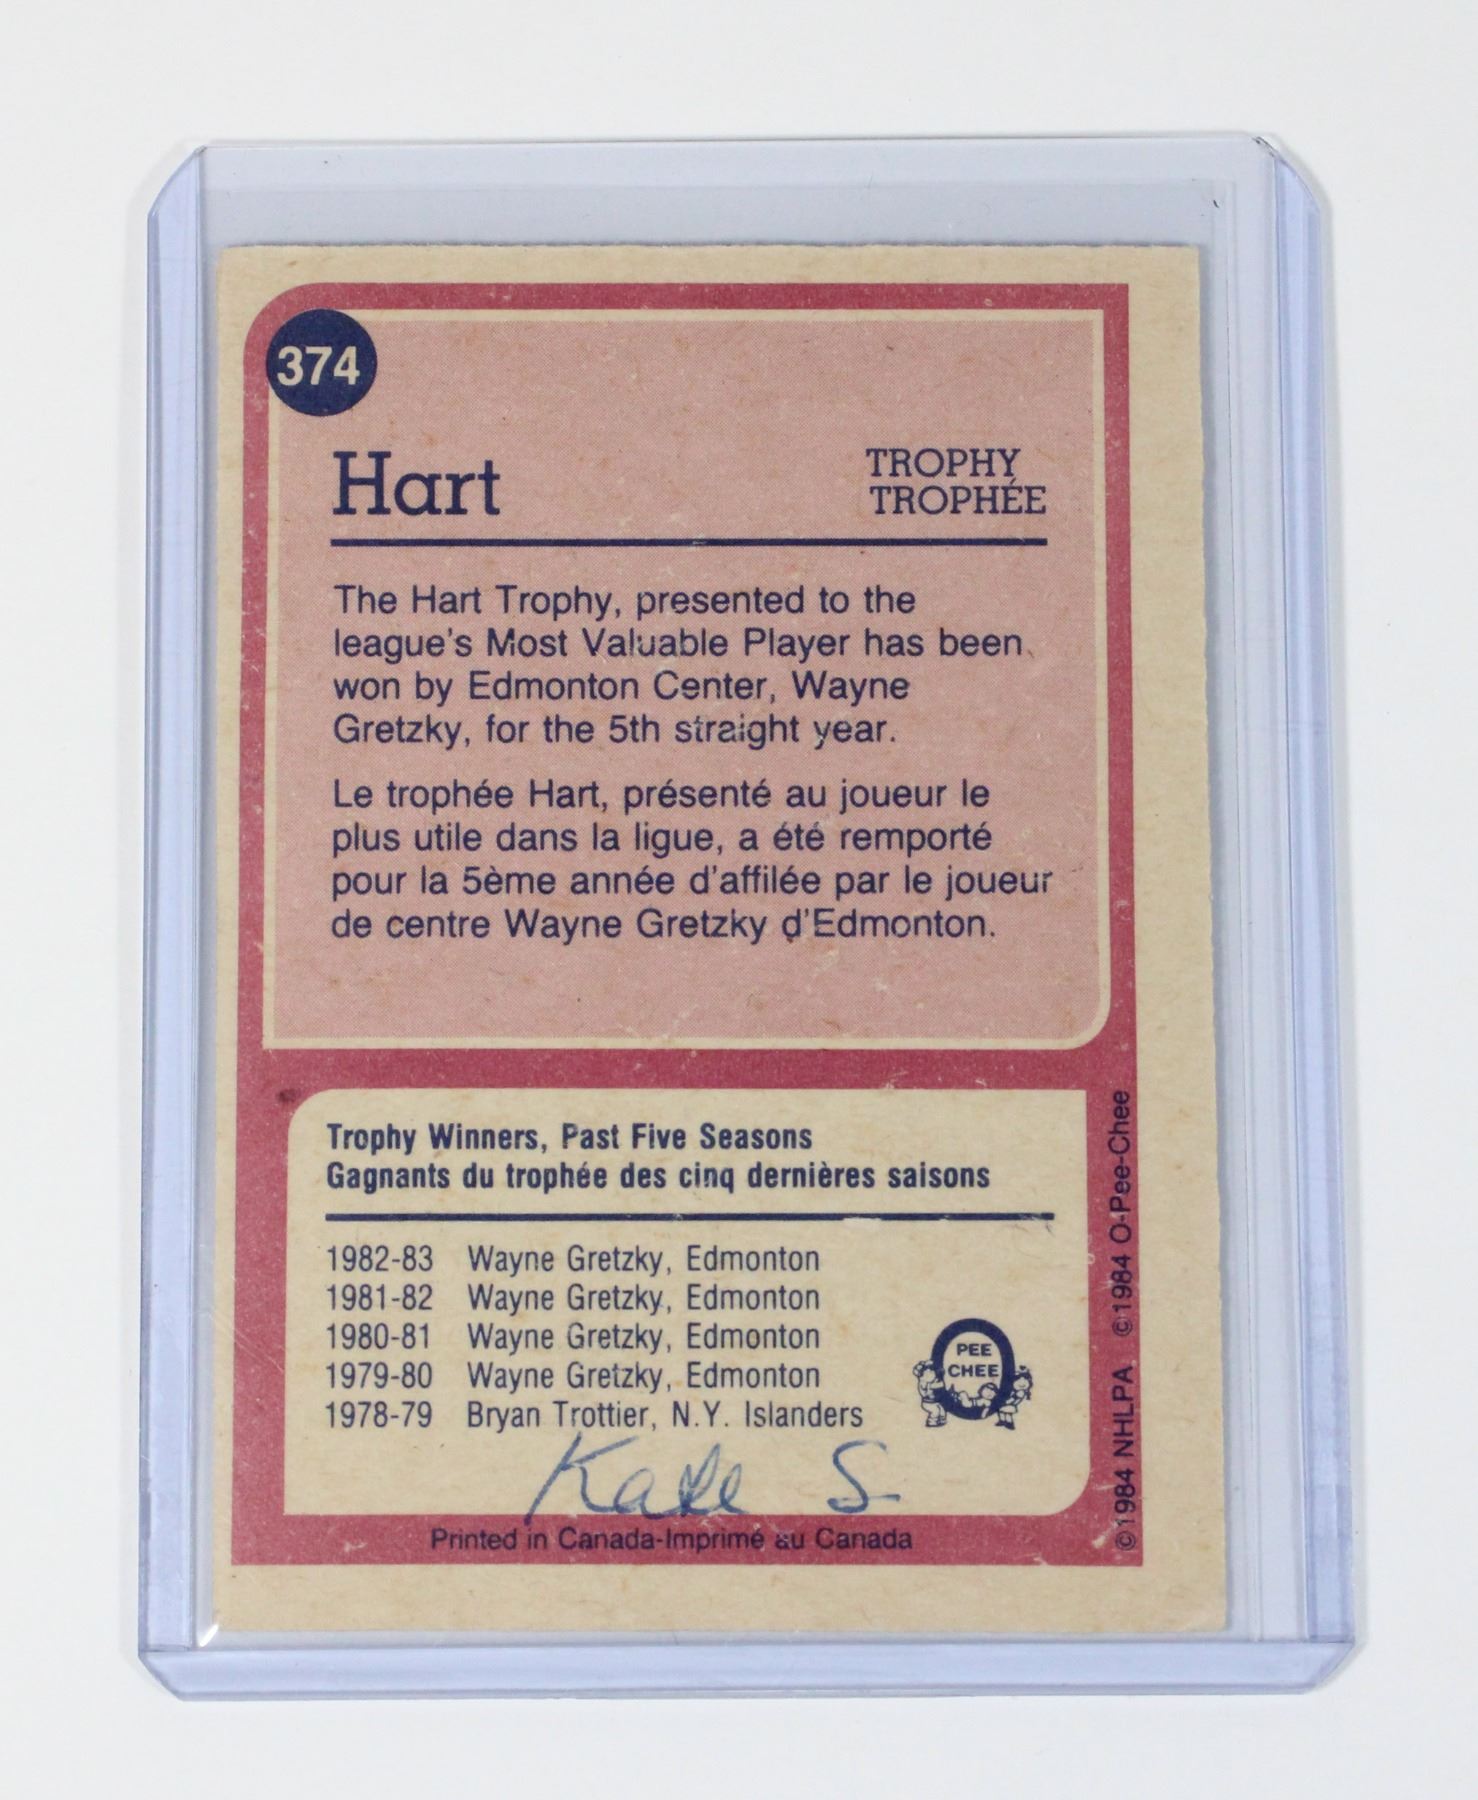 374
Hart
TROPHY
TROPHÉE
The Hart Trophy, presented to the
league's Most Valuable Player has been
won by Edmonton Center, Wayne
Gretzky, for the 5th straight year.
Le trophée Hart, présenté au joueur le
plus utile dans la ligue, a été remporté
pour la 5ème année d'affilée par le joueur
de centre Wayne Gretzky d'Edmonton.
Trophy Winners, Past Five Seasons
Gagnants du trophée des cinq dernières saisons
1982-83 Wayne Gretzky, Edmonton
1981-82 Wayne Gretzky, Edmonton
1980-81 Wayne Gretzky, Edmonton
1979-80 Wayne Gretzky, Edmonton
1978-79 Bryan Trottier, N.Y. Islanders
PEE
CHEE
Kate S
Printed in Canada-Imprimé au Canada
©1984 NHLPA ©1984 O-Pee-Chee